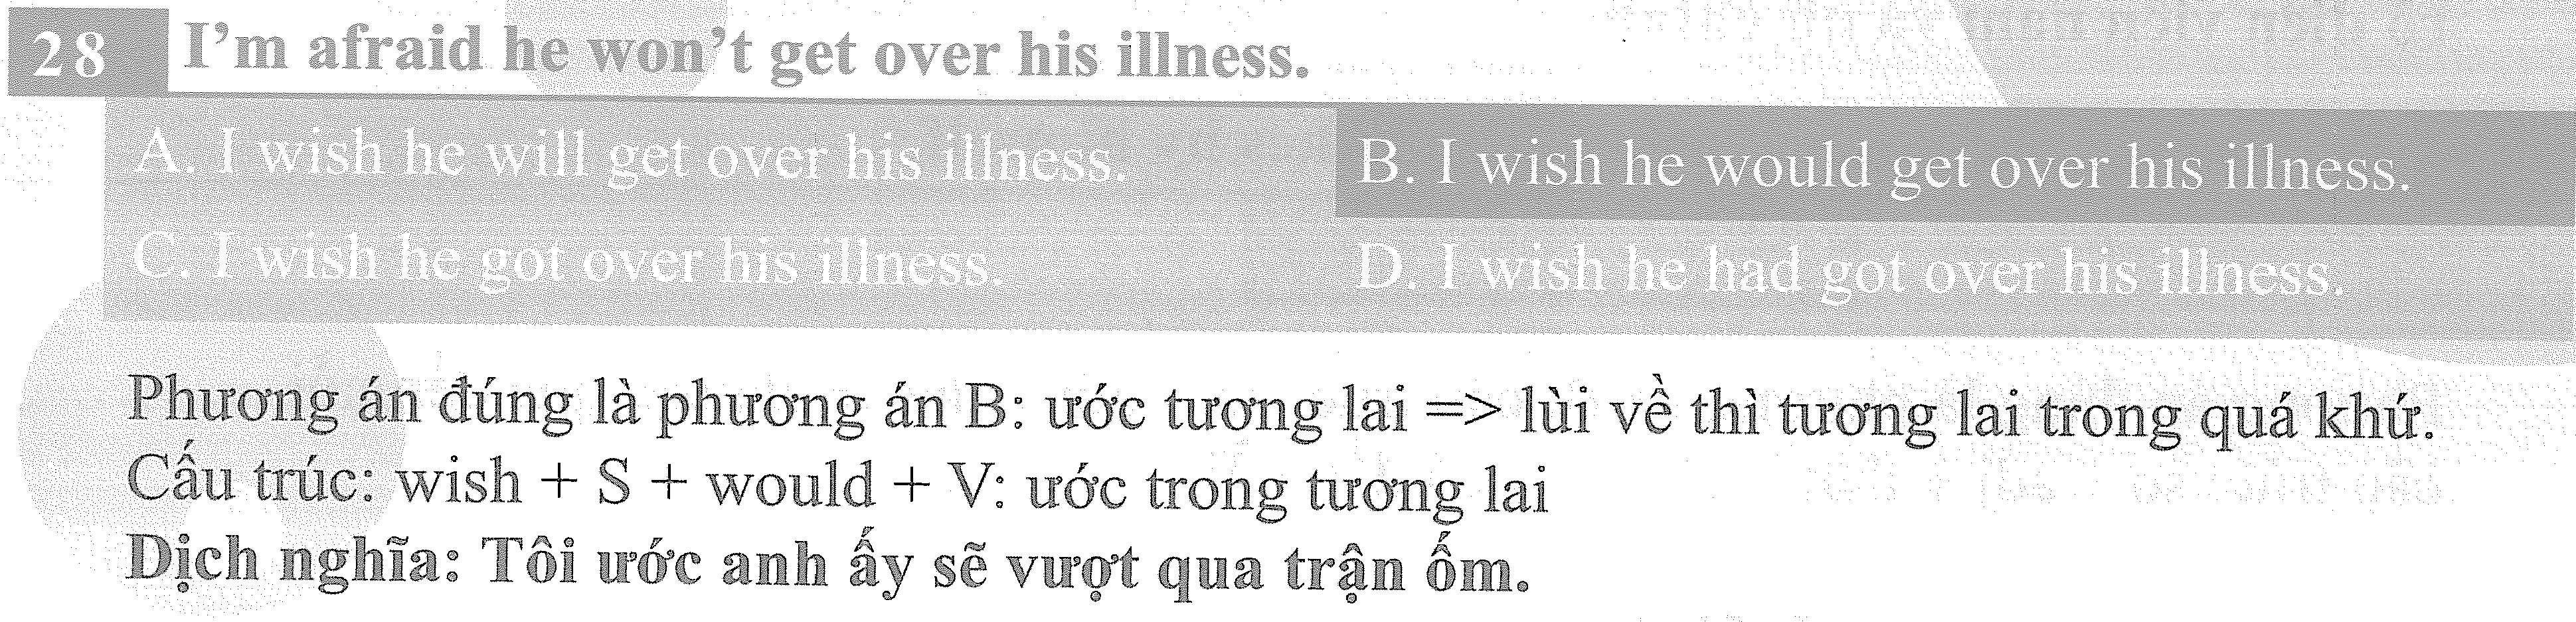 28 I'm afraid he won't get over his illness.
A. I wish he will get over his illness. B. I wish he would get over his illness.
C. I wish he got over his illness. D. I wish he had got over his illness.
Phương án đúng là phương án B: ước tương lai => lùi về thì tương lai trong quá khứ.
Cấu trúc: wish + S + would + V: ước trong tương lai
Dịch nghĩa: Tôi ước anh ấy sẽ vượt qua trận ốm.